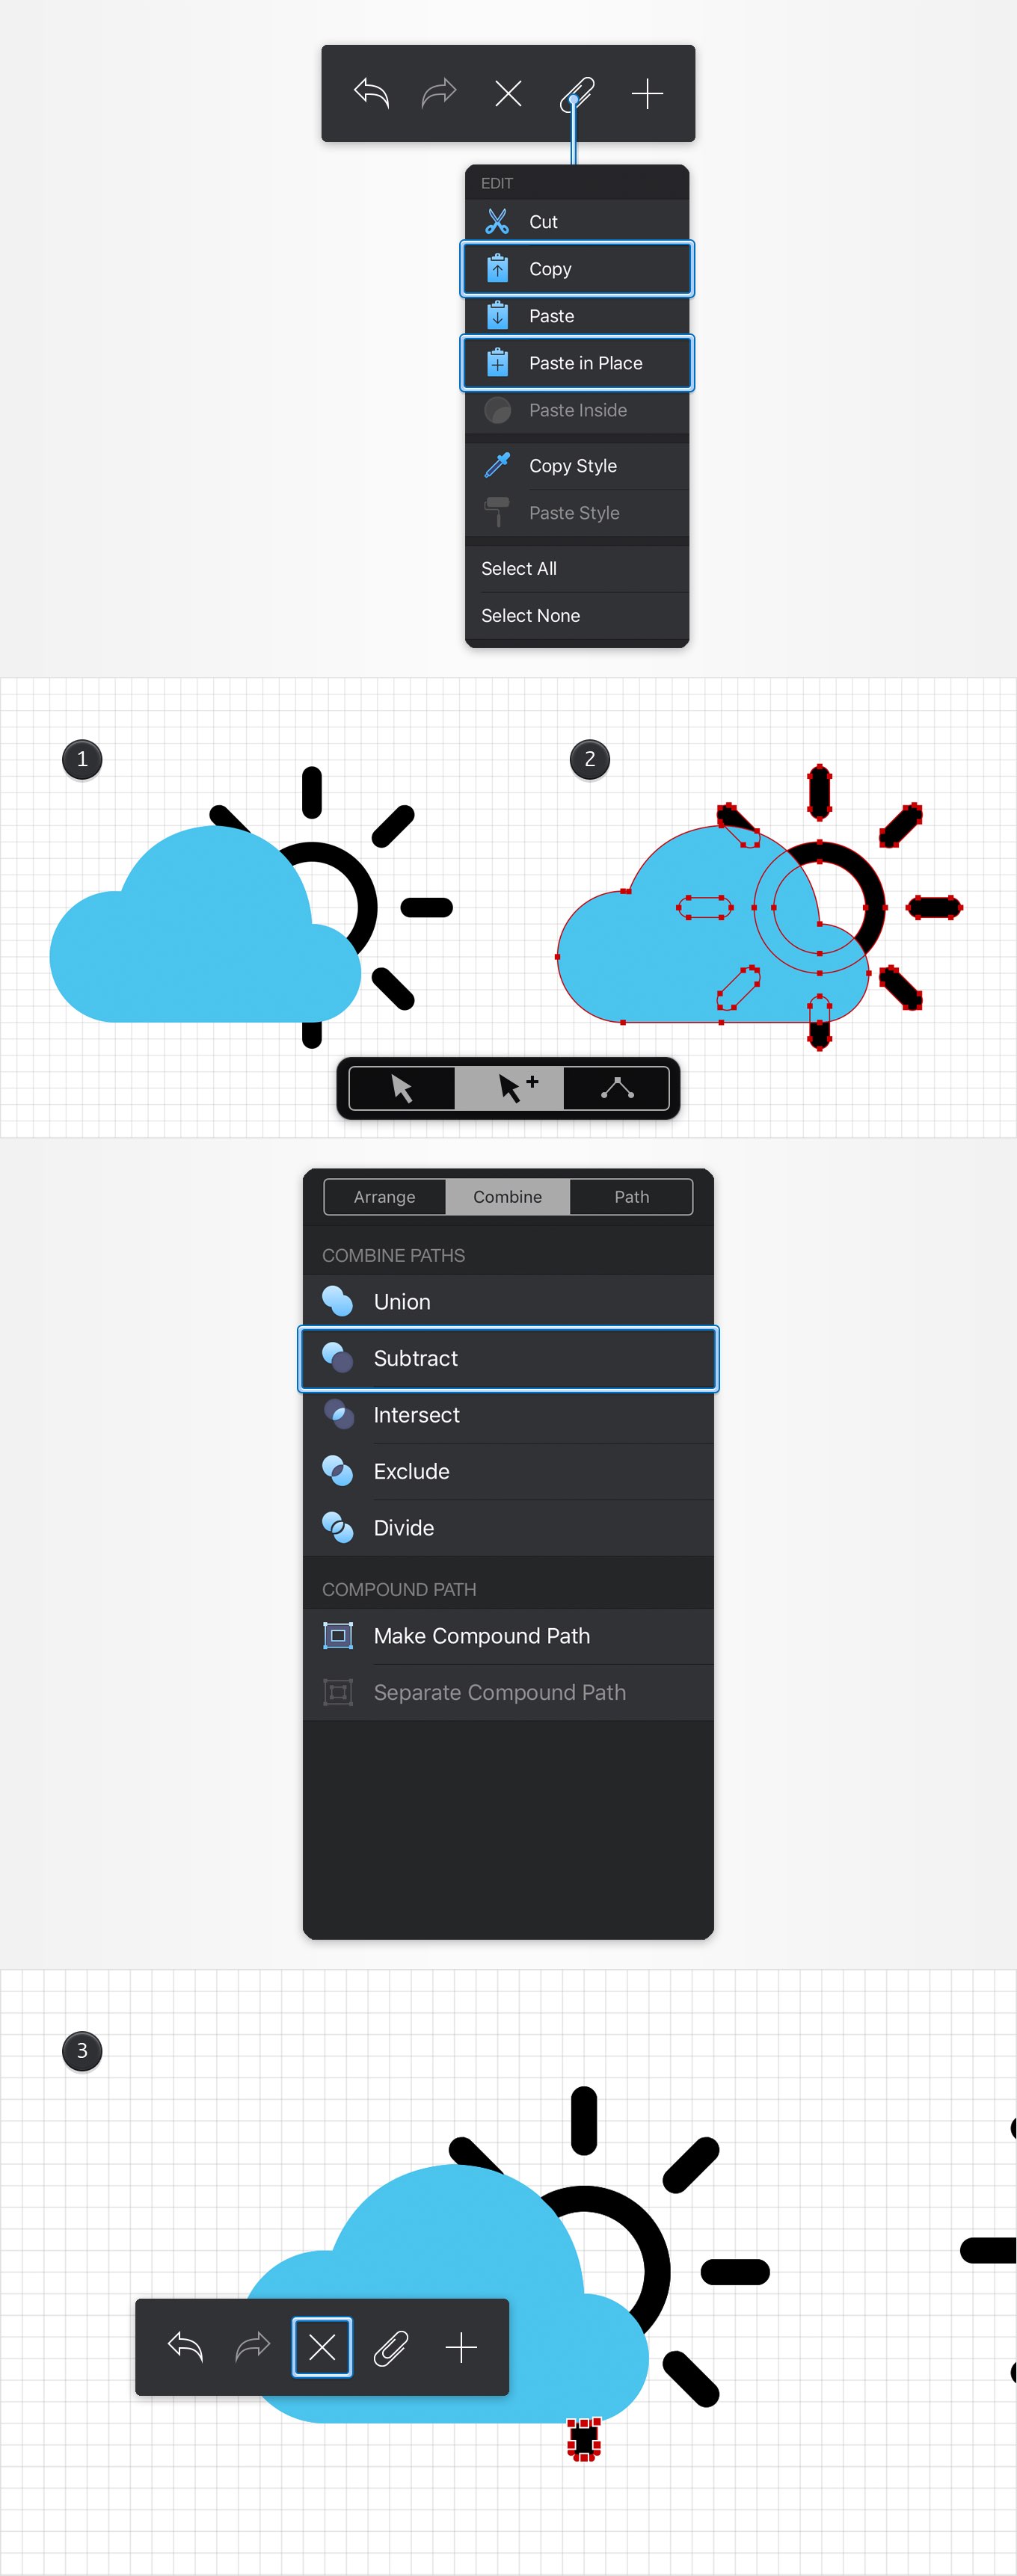 EDIT
Cut
Copy
Paste
Paste in Place
Paste Inside
Copy Style
Paste Style
Select All
Select None
1
2
Arrange Combine Path
COMBINE PATHS
Union
Subtract
Intersect
Exclude
Divide
COMPOUND PATH
Make Compound Path
Separate Compound Path
3